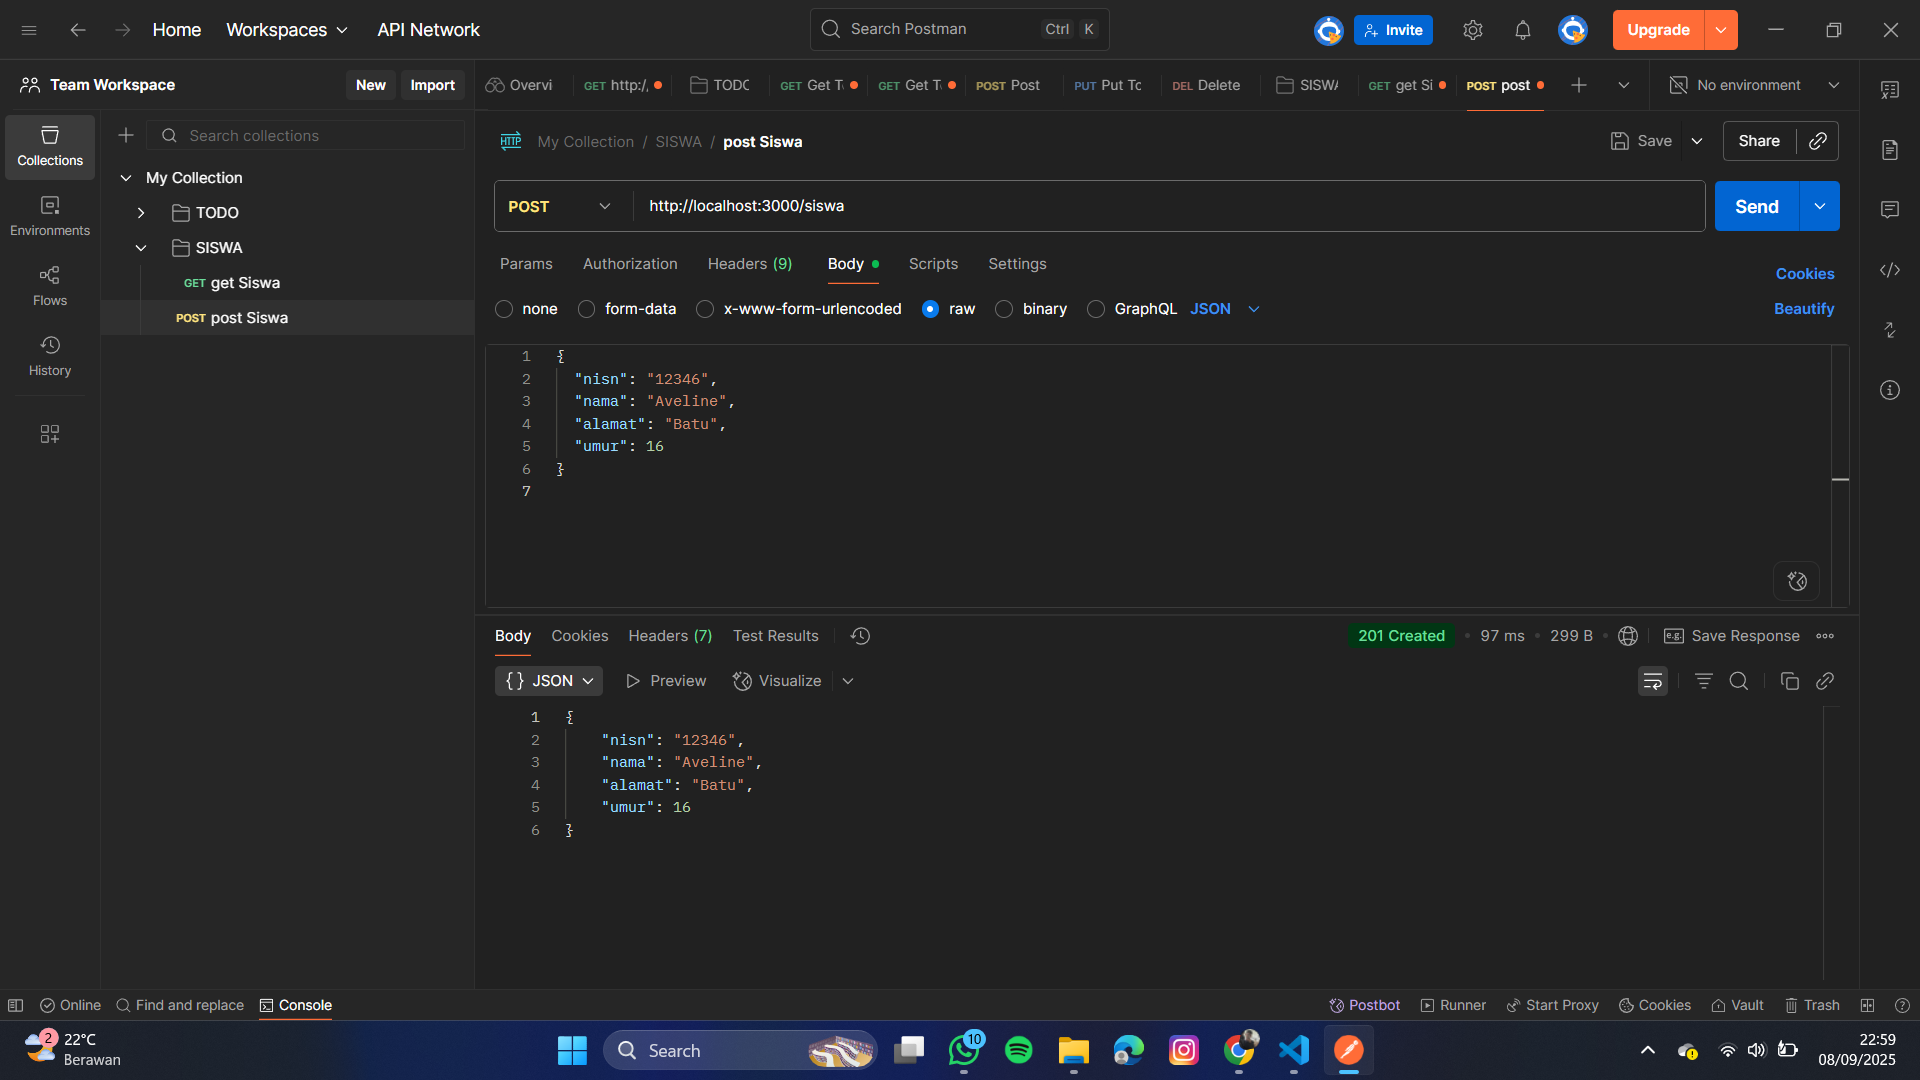 Home
Workspaces
API Network
Search Postman
Ctrl
K
Invite
Upgrade
Team Workspace
New
Import
Overvi
GET http:/
TODO
GET Get T
GET Get T
POST Post
PUT Put To
DEL Delete
SISWA
GET get Si
POST post
No environment
Collections
Environments
Flows
History
Search collections
My Collection
TODO
SISWA
GET get Siswa
POST post Siswa
HTTP
My Collection / SISWA / post Siswa
Save
Share
POST
http://localhost:3000/siswa
Send
Params
Authorization
Headers (9)
Body
Scripts
Settings
Cookies
none
form-data
x-www-form-urlencoded
raw
binary
GraphQL
JSON
Beautify
1 {
2 "nisn": "12346",
3 "nama": "Aveline",
4 "alamat": "Batu",
5 "umur": 16
6 }
7
Body
Cookies
Headers (7)
Test Results
201 Created
97 ms
299 B
e.g.
Save Response
{} JSON
Preview
Visualize
1 {
2 "nisn": "12346",
3 "nama": "Aveline",
4 "alamat": "Batu",
5 "umur": 16
6 }
Online
Find and replace
Console
Postbot
Runner
Start Proxy
Cookies
Vault
Trash
2
22°C
Berawan
Search
10
22:59
08/09/2025